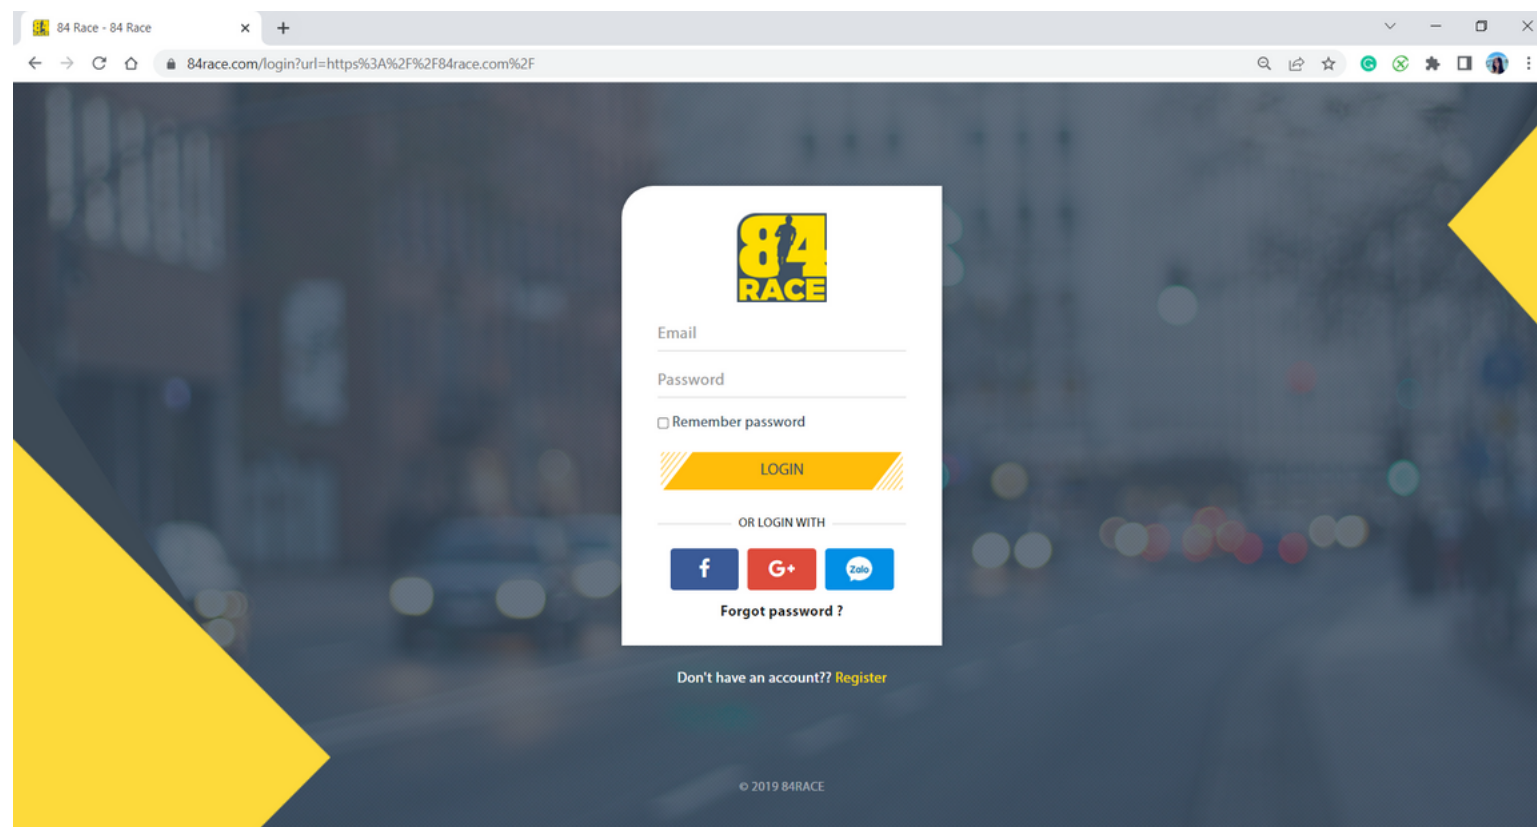 84 Race - 84 Race
84race.com/login?url=https%3A%2F%2F84race.com%2F
84
RACE
Email
Password
Remember password
LOGIN
OR LOGIN WITH
f
G+
Zalo
Forgot password ?
Don't have an account?? Register
© 2019 84RACE